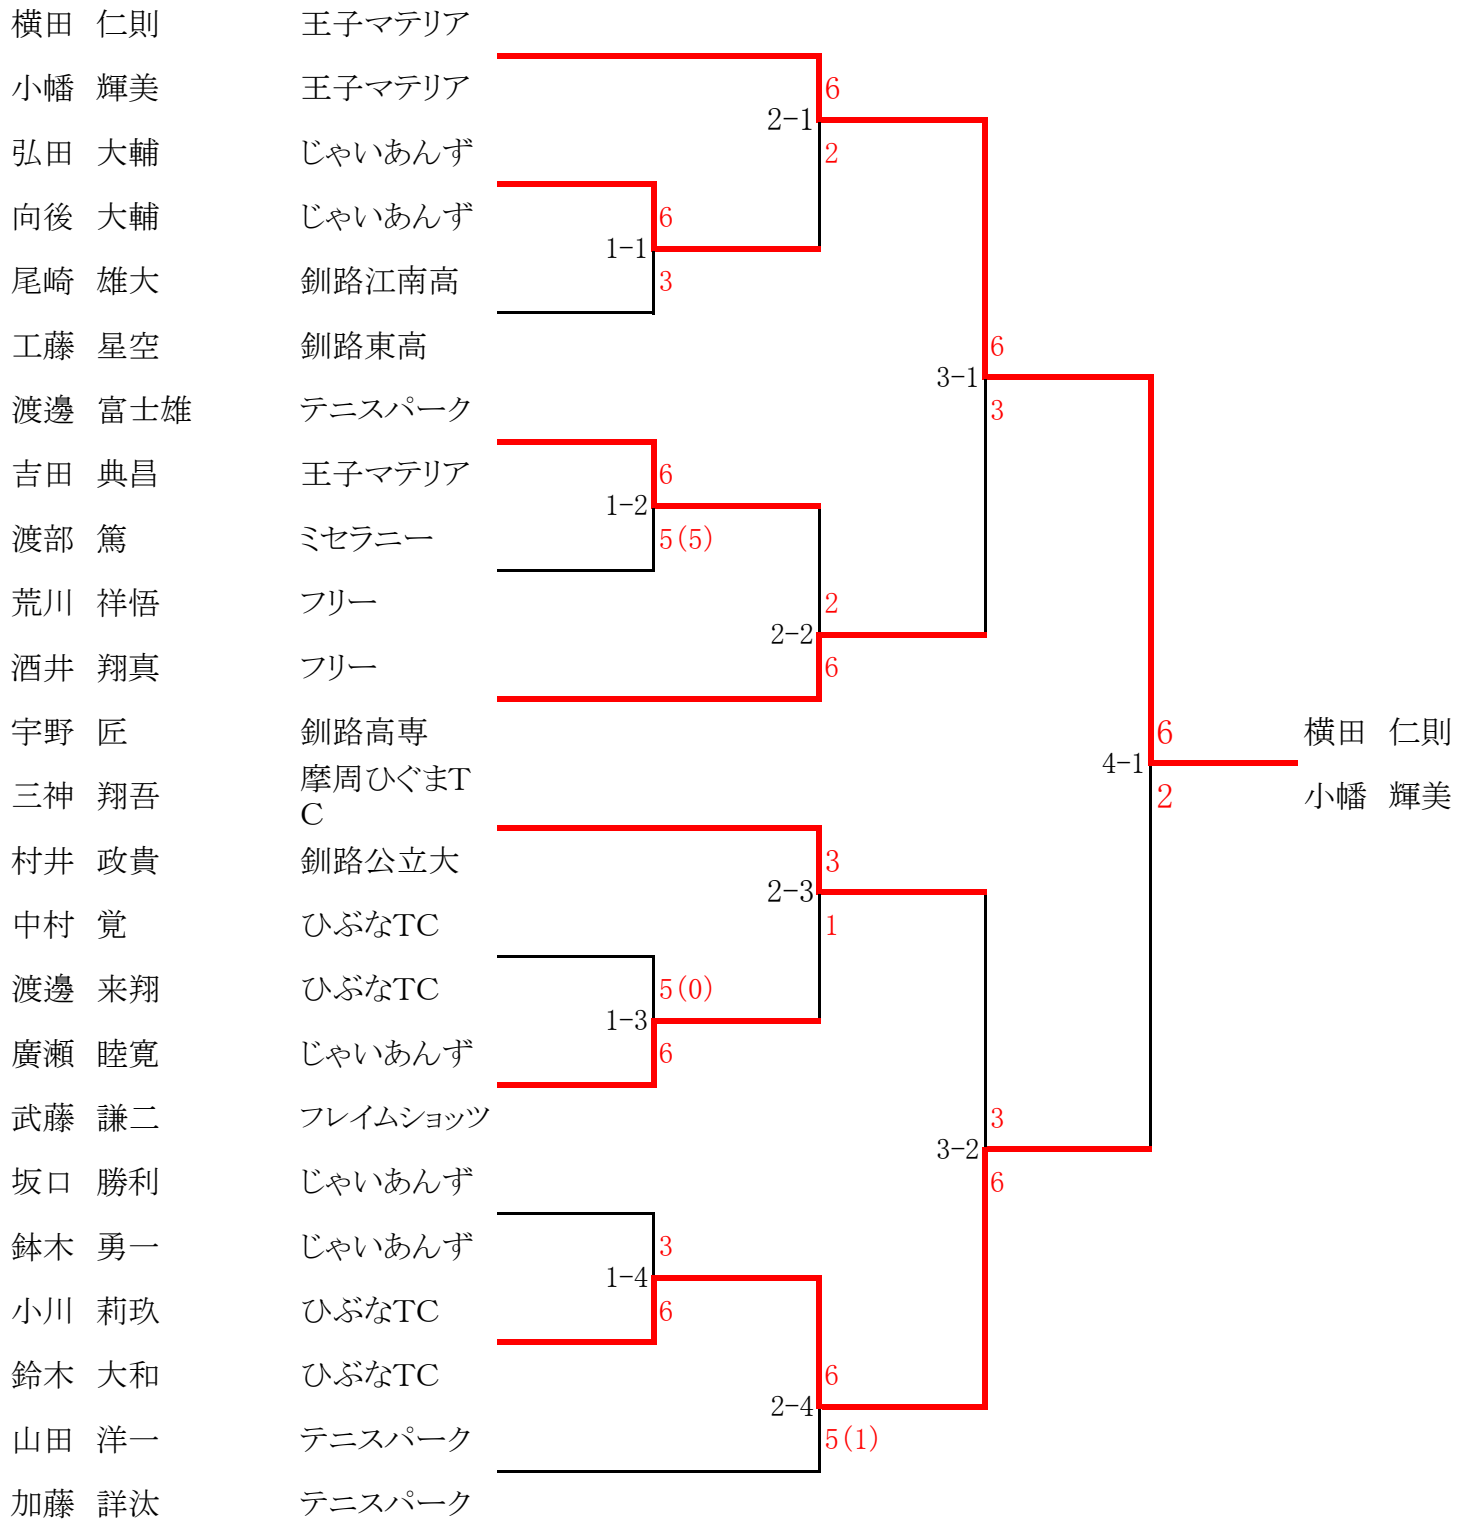 横田 仁則 王子マテリア
小幡 輝美 王子マテリア 6
2-1
弘田 大輔 じゃいあんず 2
向後 大輔 じゃいあんず 6
1-1
尾崎 雄大 釧路江南高 3
工藤 星空 釧路東高 6
3-1
渡邊 富士雄 テニスパーク 3
吉田 典昌 王子マテリア 6
1-2
渡部 篤 ミセラニー 5(5)
荒川 祥悟 フリー 2
2-2
酒井 翔真 フリー 6
宇野 匠 釧路高専 6 横田 仁則
4-1
三神 翔吾 摩周ひぐまT
C 2 小幡 輝美
村井 政貴 釧路公立大 3
2-3
中村 覚 ひぶなTC 1
渡邊 来翔 ひぶなTC 5(0)
1-3
廣瀬 睦寛 じゃいあんず 6
武藤 謙二 フレイムショッツ 3
3-2
坂口 勝利 じゃいあんず 6
鉢木 勇一 じゃいあんず 3
1-4
小川 莉玖 ひぶなTC 6
鈴木 大和 ひぶなTC 6
2-4
山田 洋一 テニスパーク 5(1)
加藤 詳汰 テニスパーク